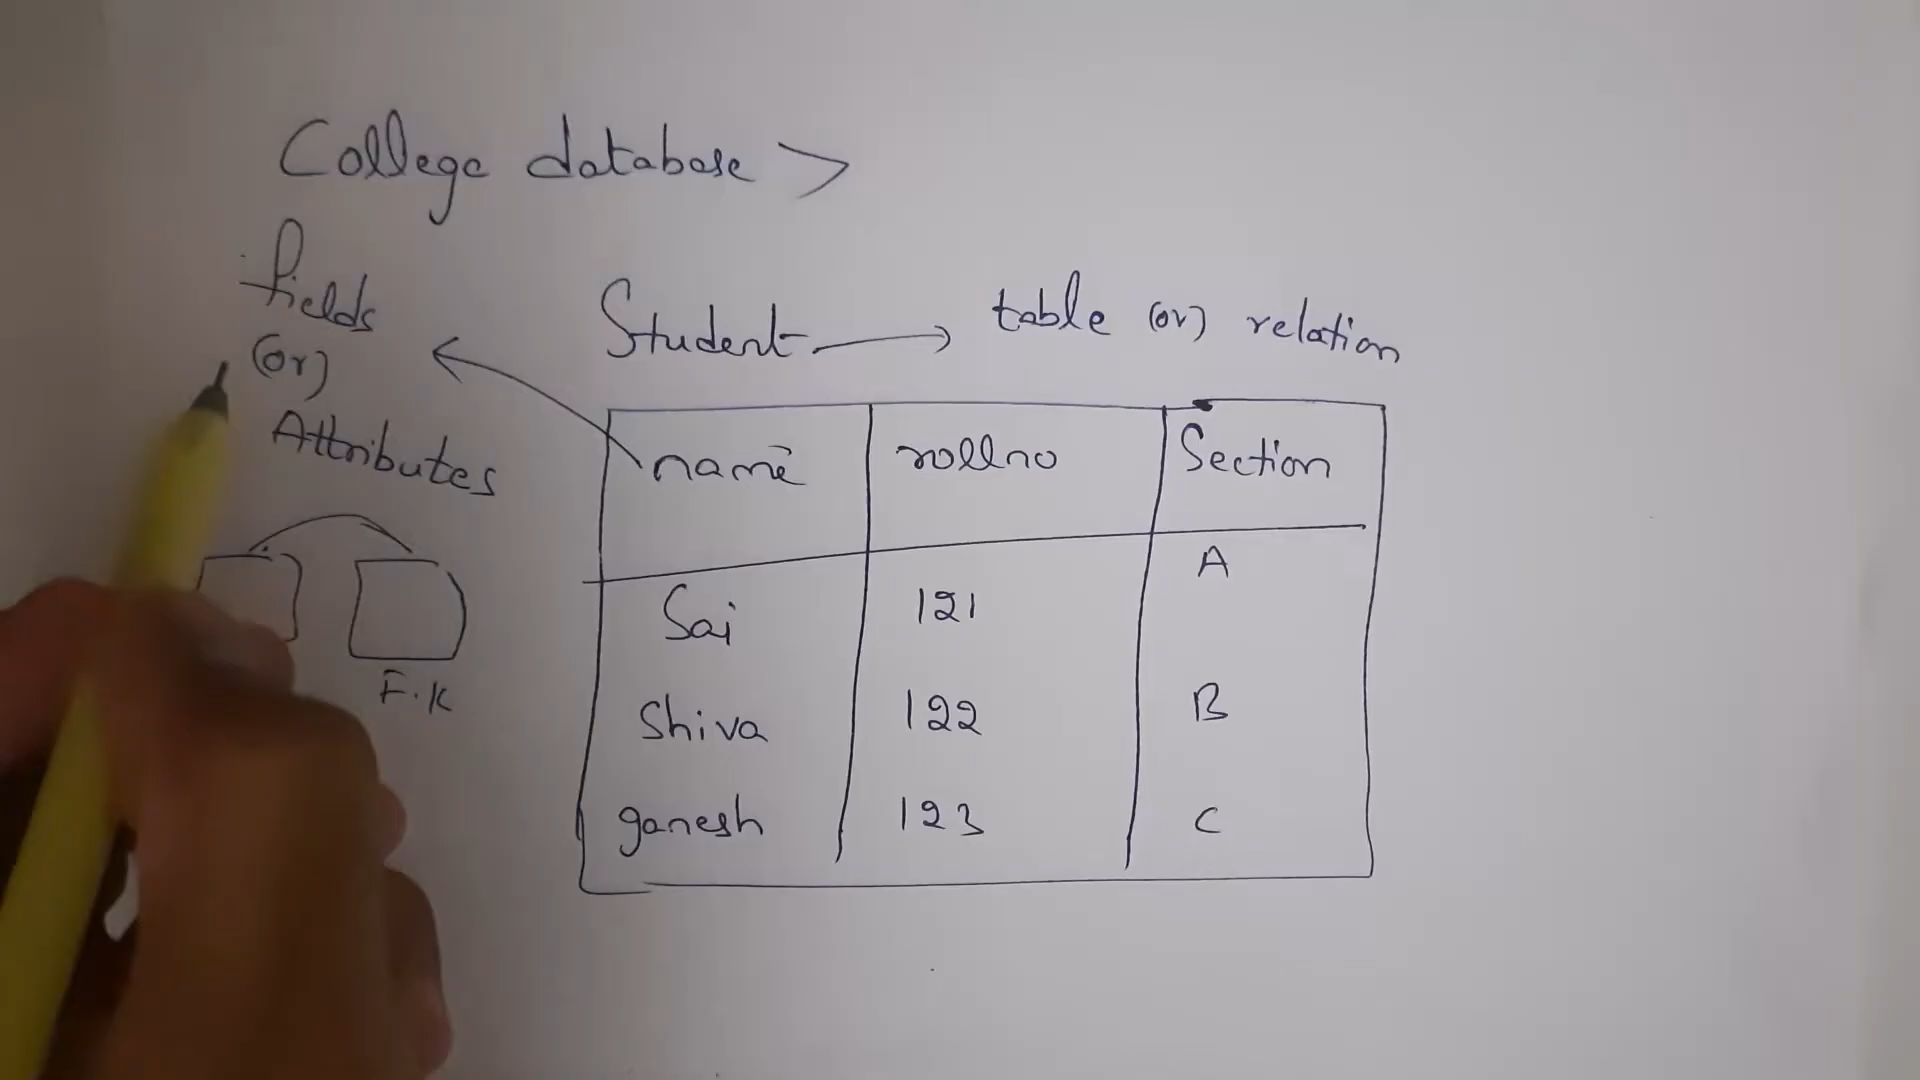 College database >
fields
(or)
Attributes
Student → table (or) relation
name rollno Section
Sai 121 A
Shiva 122 B
ganesh 123 C
F.K